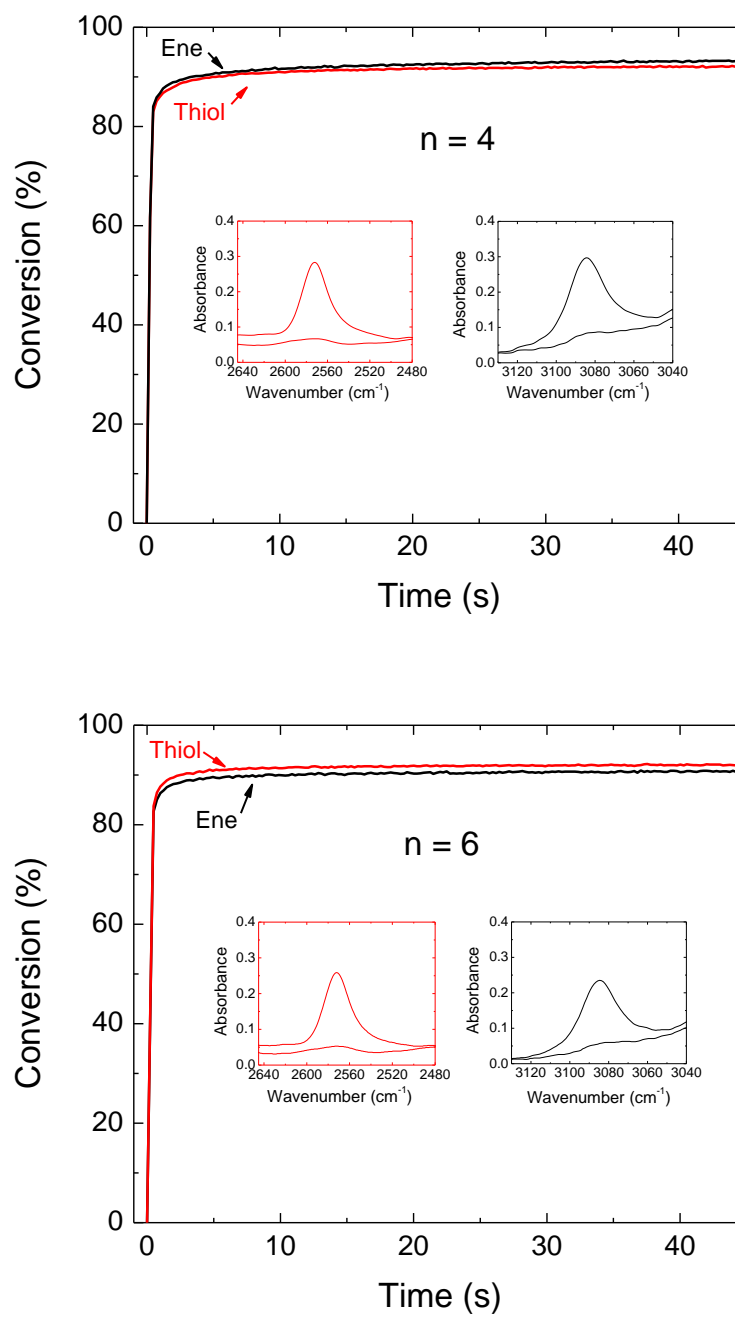 100
80
60
40
20
0
Conversion (%)
Ene
Thiol
n = 4
0.4
0.3
0.2
0.1
0.0
Absorbance
2640 2600 2560 2520 2480
Wavenumber (cm⁻¹)
0.4
0.3
0.2
0.1
0.0
Absorbance
3120 3100 3080 3060 3040
Wavenumber (cm⁻¹)
0 10 20 30 40
Time (s)
100
80
60
40
20
0
Conversion (%)
Thiol
Ene
n = 6
0.4
0.3
0.2
0.1
0.0
Absorbance
2640 2600 2560 2520 2480
Wavenumber (cm⁻¹)
0.4
0.3
0.2
0.1
0.0
Absorbance
3120 3100 3080 3060 3040
Wavenumber (cm⁻¹)
0 10 20 30 40
Time (s)